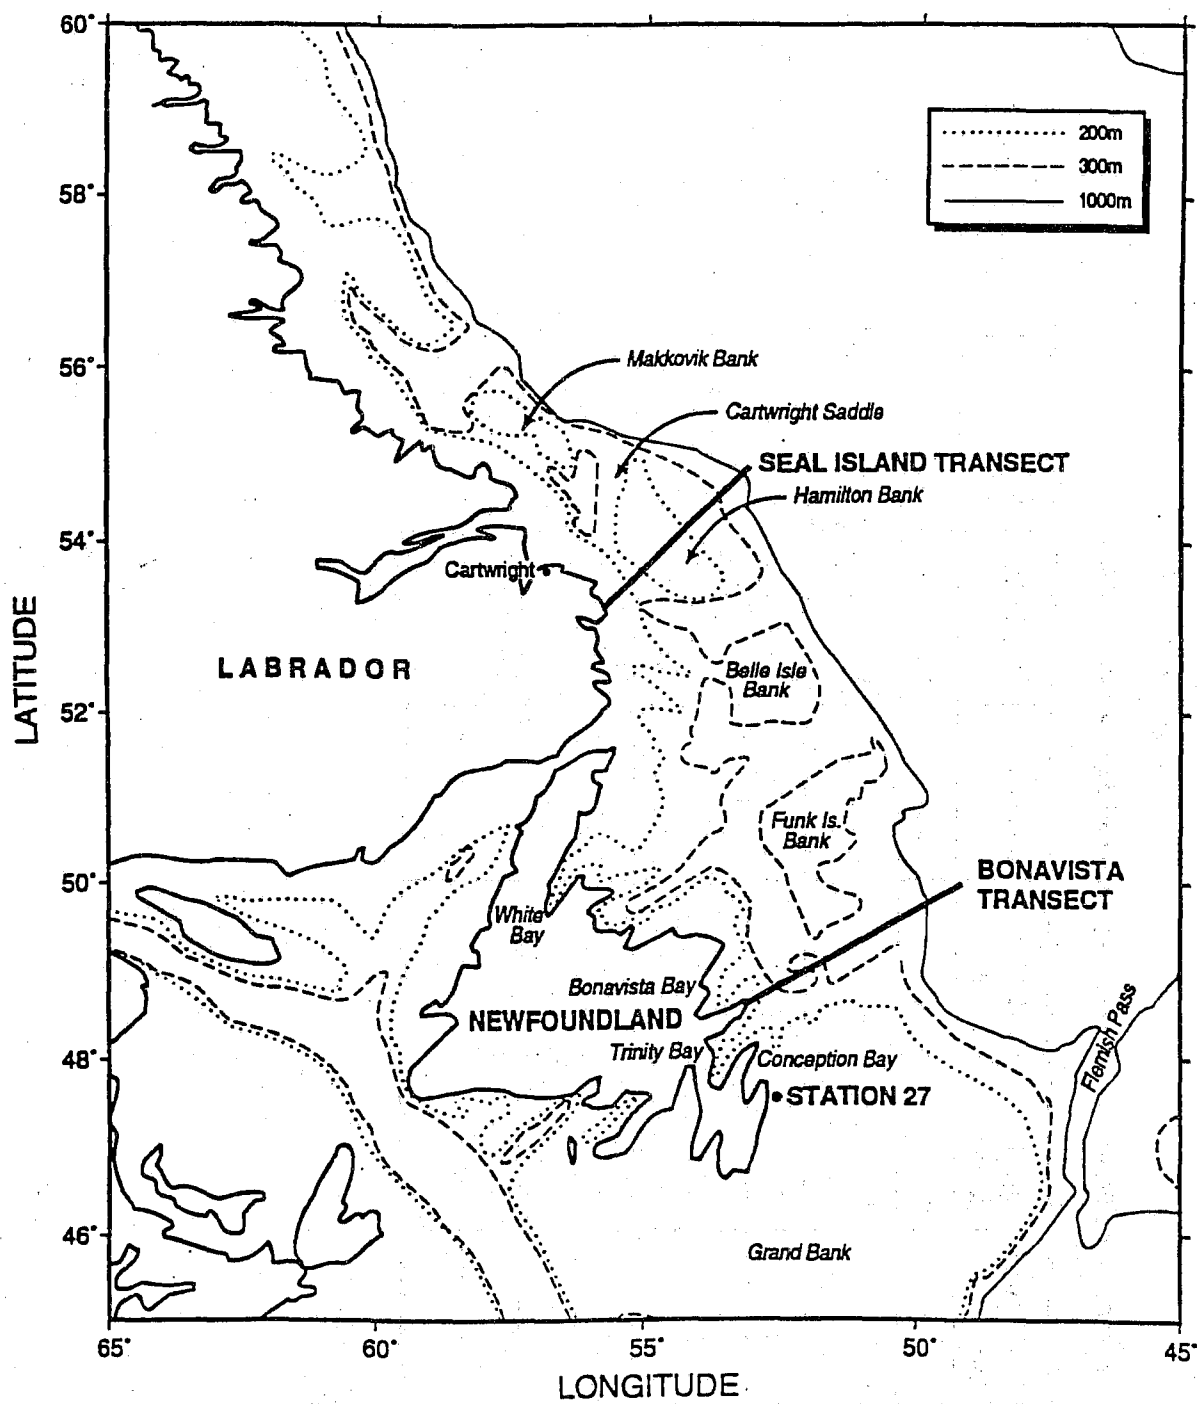 60°
200m
300m
1000m
58°
56°
Makkovik Bank
Cartwright Saddle
SEAL ISLAND TRANSECT
Hamilton Bank
54°
Cartwright
LABRADOR
Belle Isle
Bank
52°
LATITUDE
Funk Is.
Bank
BONAVISTA
TRANSECT
50°
White
Bay
Bonavista Bay
NEWFOUNDLAND
Flemish Pass
48°
Trinity Bay
Conception Bay
STATION 27
46°
Grand Bank
65°
60°
55°
50°
45°
LONGITUDE